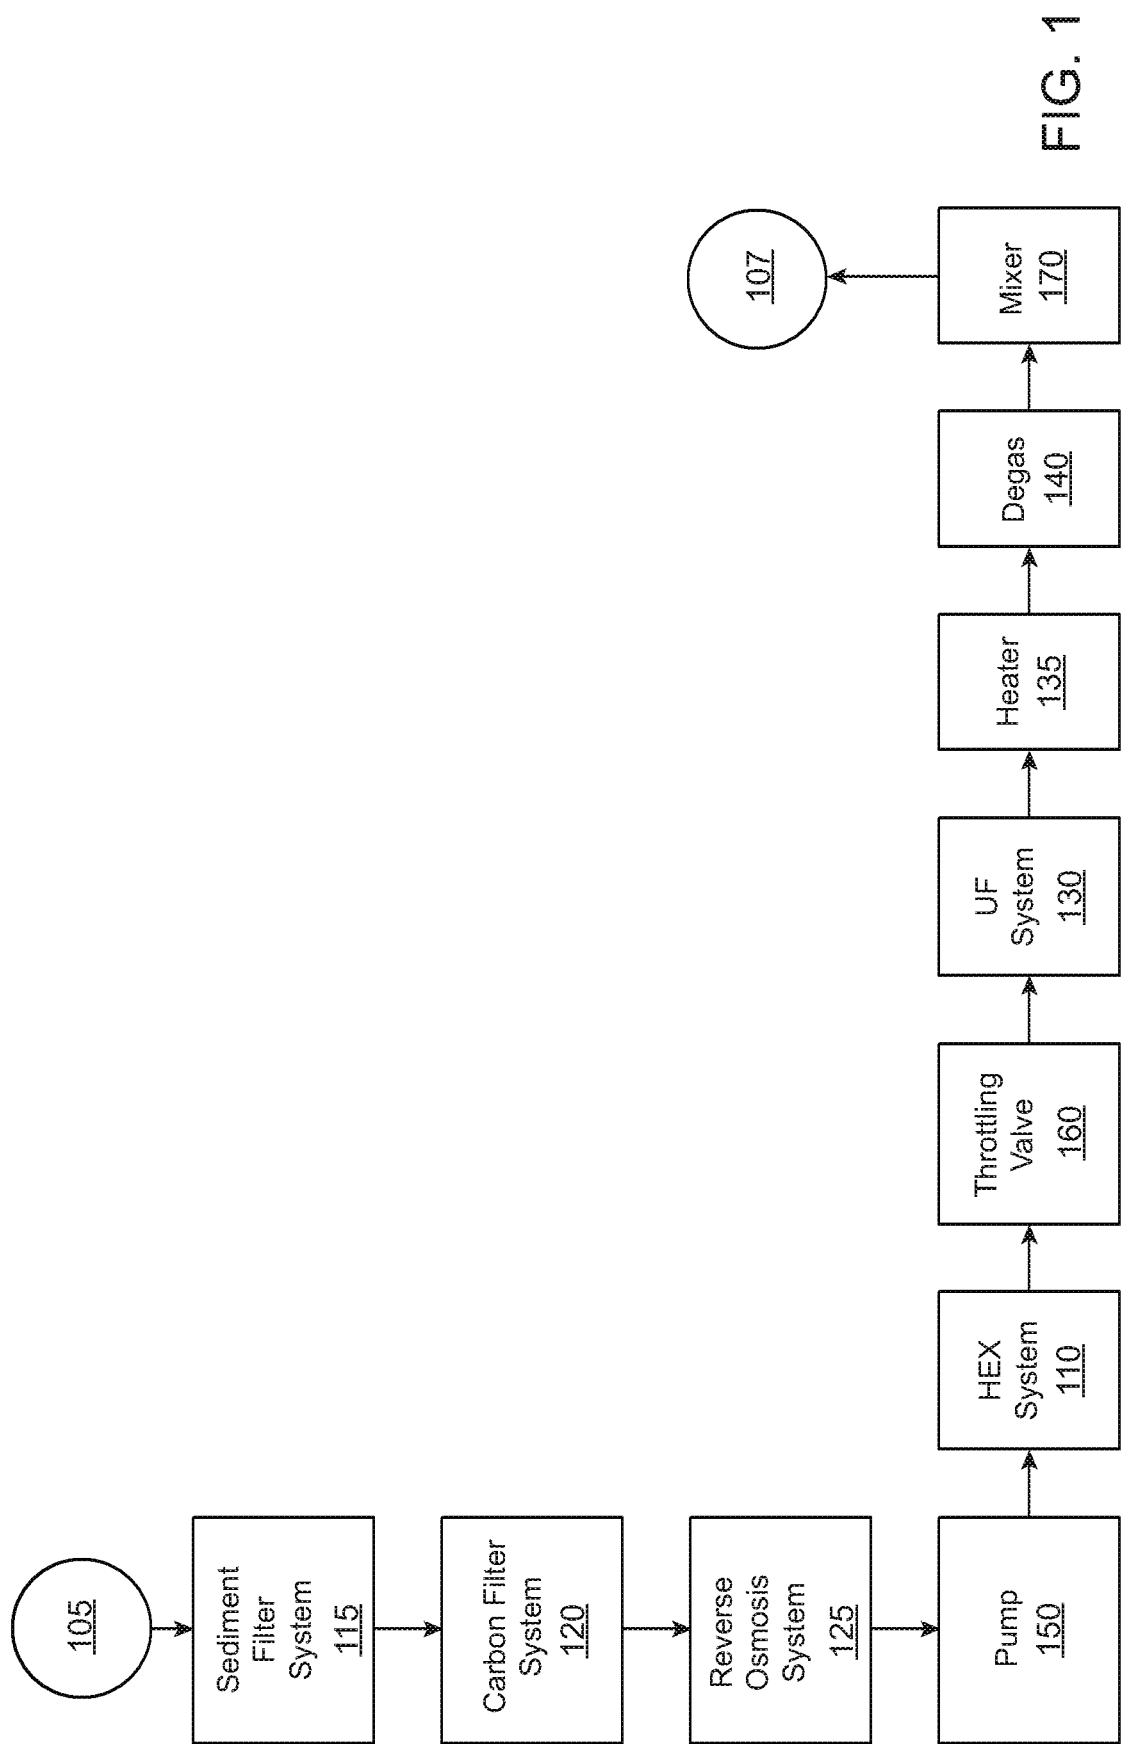 105
Sediment
Filter
System
115
Carbon Filter
System
120
Reverse
Osmosis
System
125
Pump
150
HEX
System
110
Throttling
Valve
160
UF
System
130
Heater
135
Degas
140
Mixer
170
107
FIG. 1